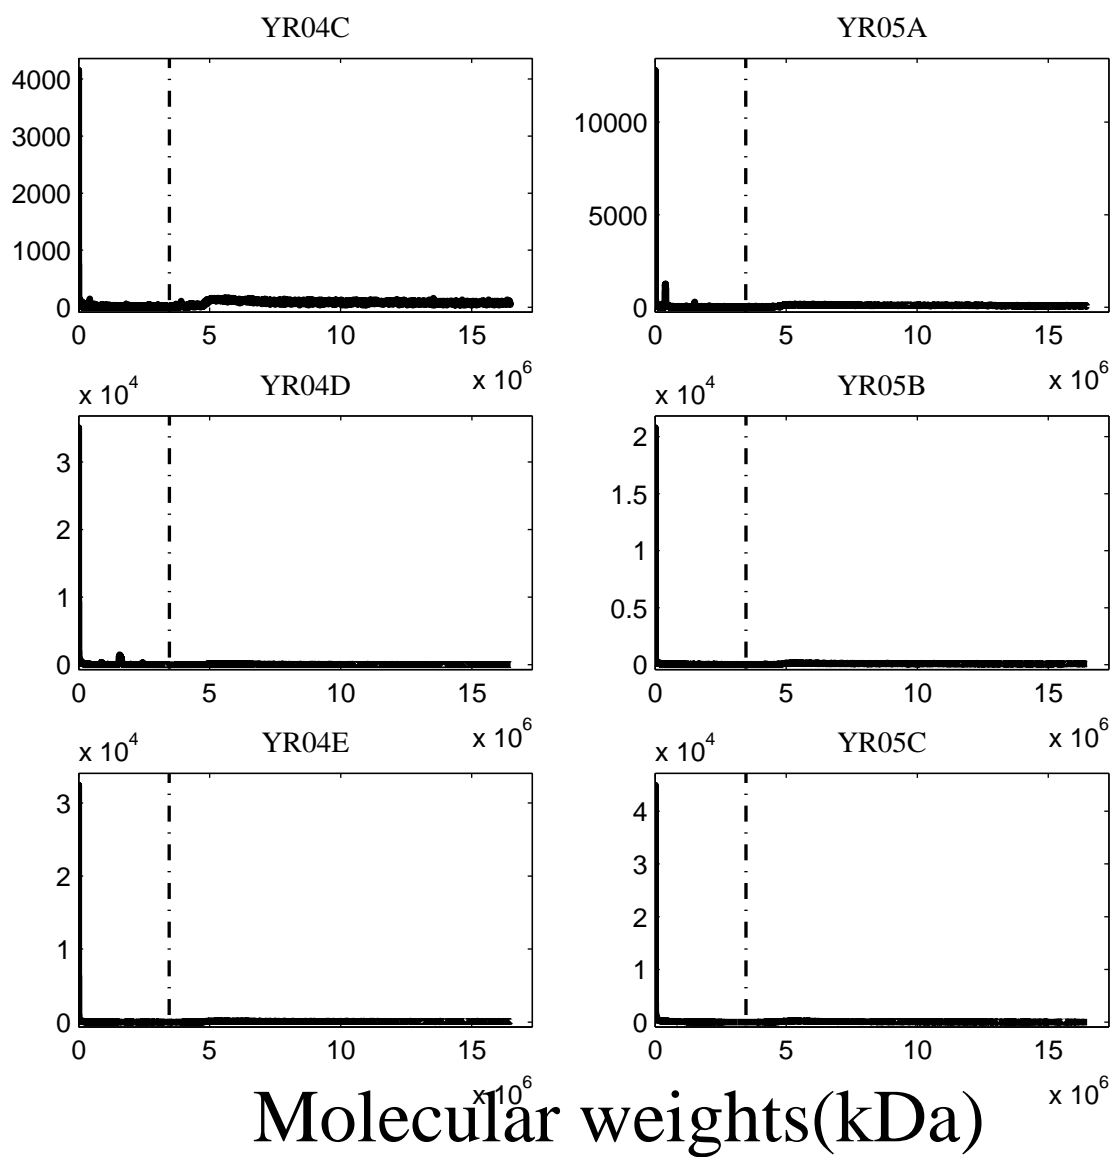 YR04C YR05A
4000
3000
2000
1000
0
0 5 10 15
x 10^6
10000
5000
0
0 5 10 15
x 10^6
x 10^4 YR04D
3
2
1
0
0 5 10 15
x 10^6
x 10^4 YR05B
2
1.5
1
0.5
0
0 5 10 15
x 10^6
x 10^4 YR04E
3
2
1
0
0 5 10 15
x 10^6
x 10^4 YR05C
4
3
2
1
0
0 5 10 15
x 10^6
Molecular weights(kDa)